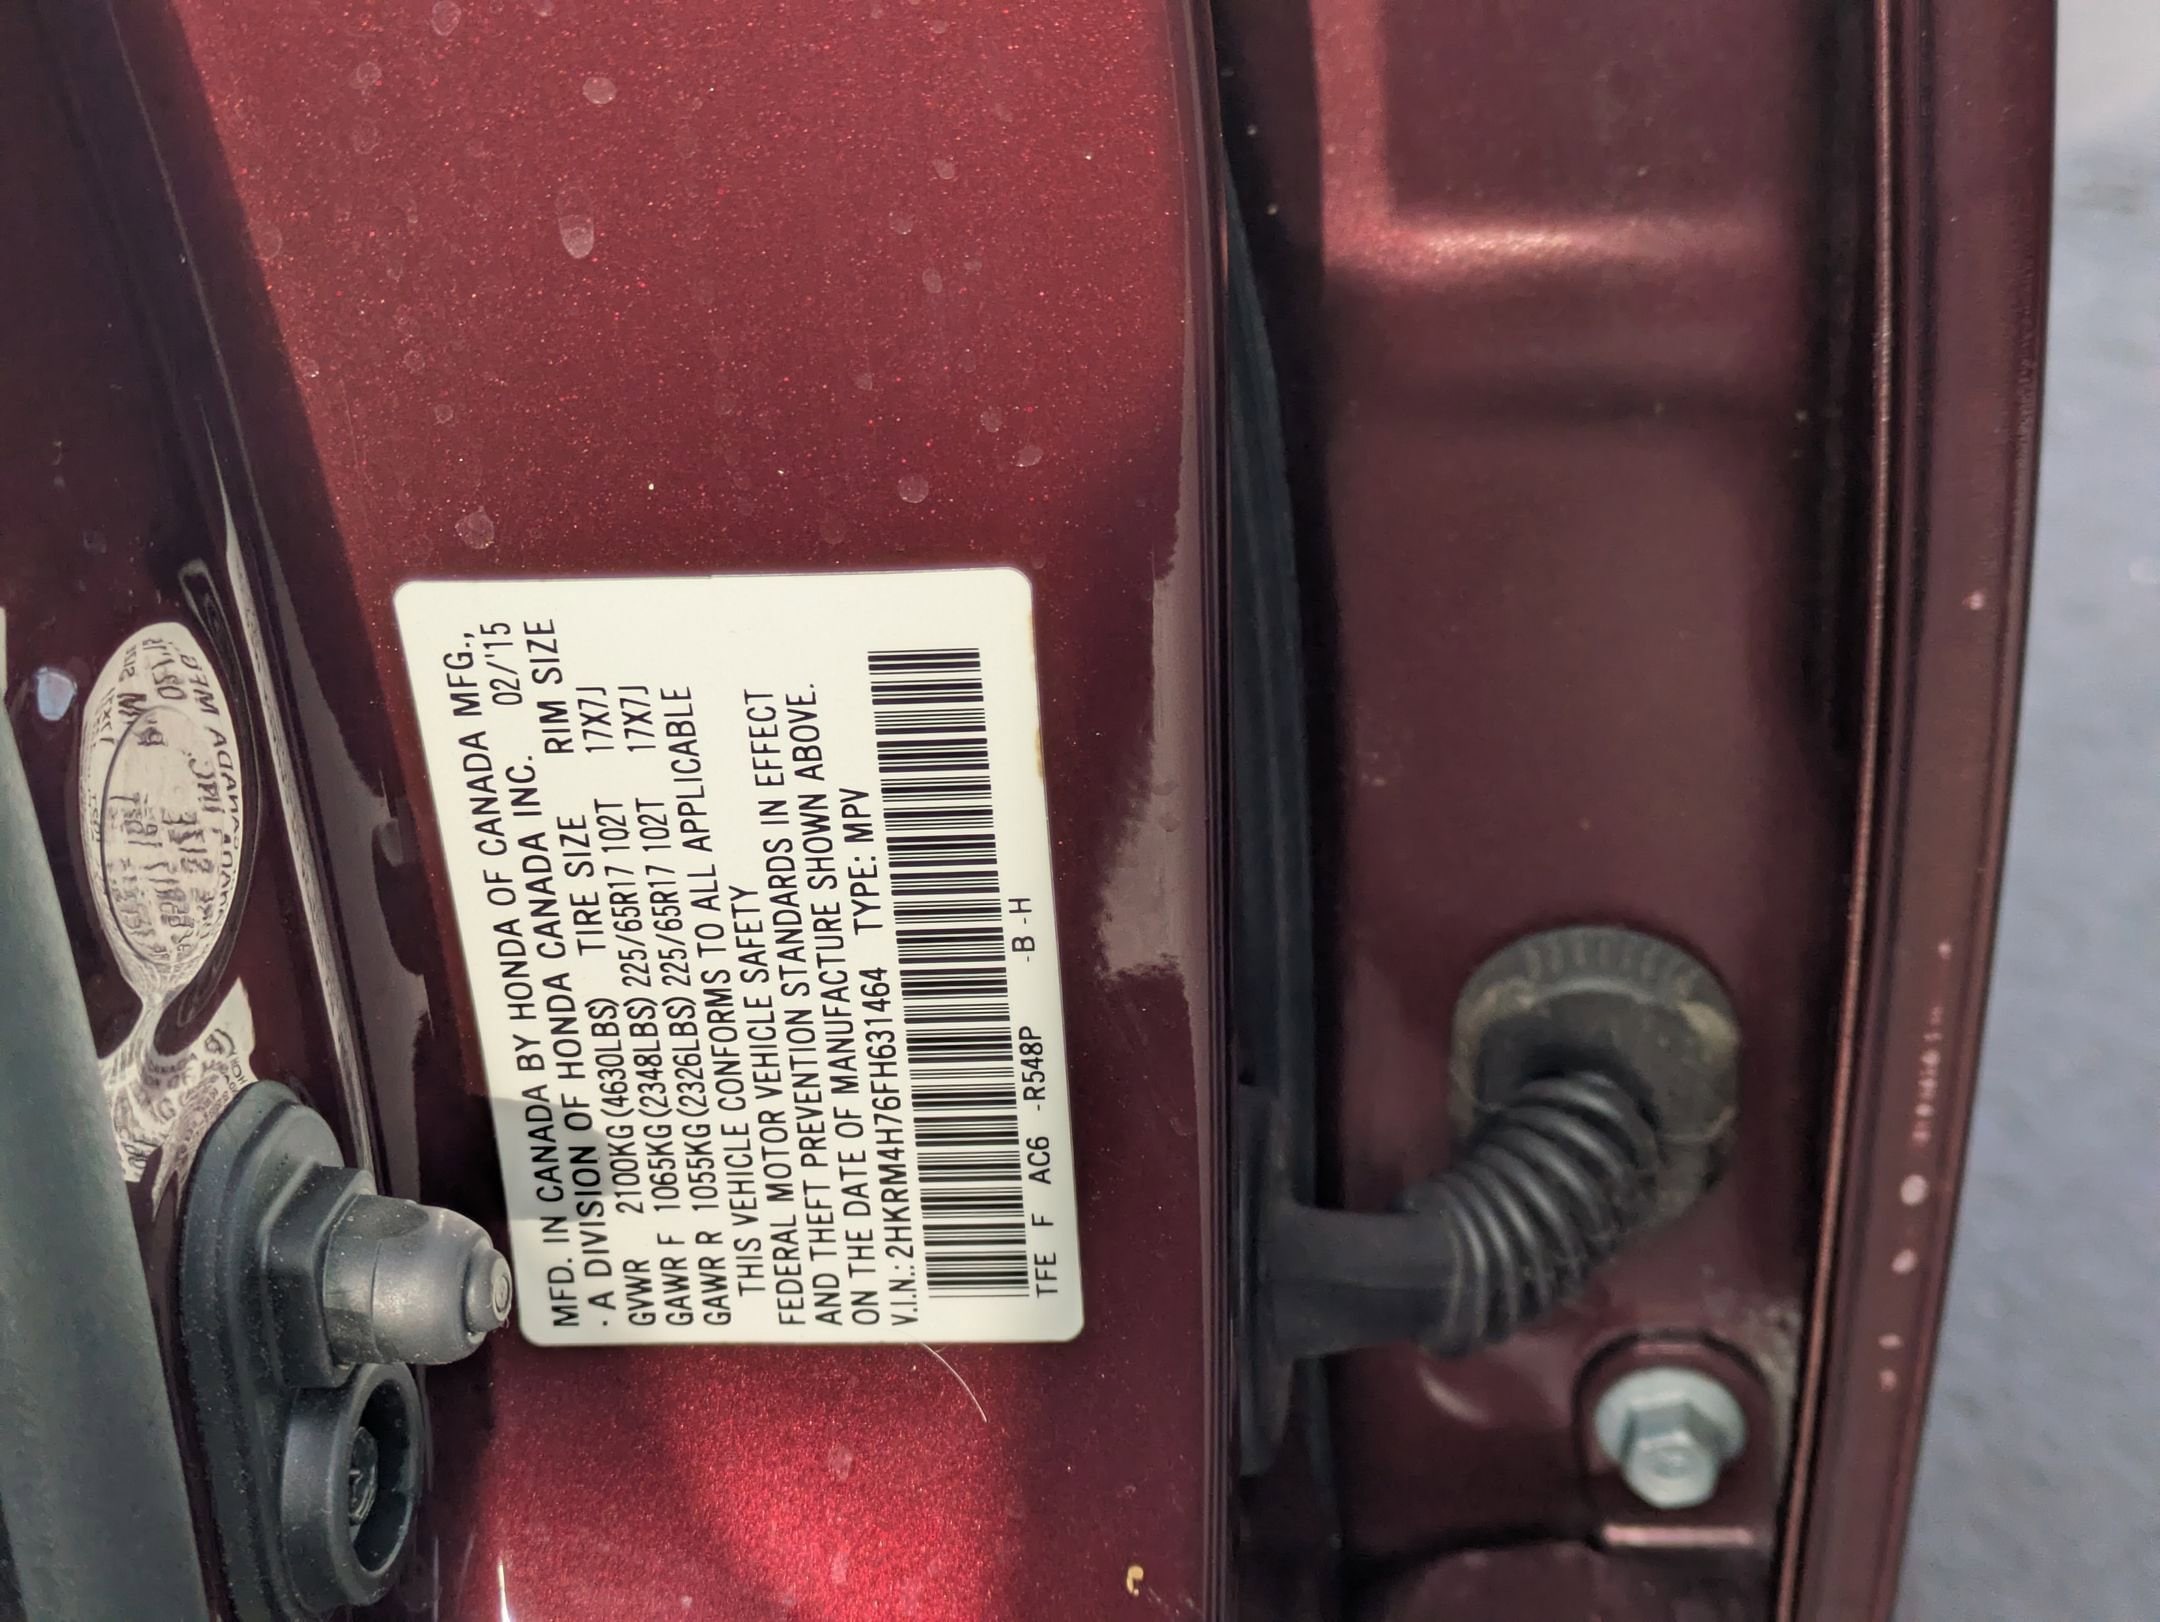 MFD. IN CANADA BY HONDA OF CANADA MFG.,
· A DIVISION OF HONDA CANADA INC. 02/'15
TIRE SIZE RIM SIZE
GVWR 2100KG (4630LBS)
GAWR F 1065KG (2348LBS) 225/65R17 102T 17X7J
GAWR R 1055KG (2326LBS) 225/65R17 102T 17X7J
THIS VEHICLE CONFORMS TO ALL APPLICABLE
FEDERAL MOTOR VEHICLE SAFETY
AND THEFT PREVENTION STANDARDS IN EFFECT
ON THE DATE OF MANUFACTURE SHOWN ABOVE.
V.I.N.: 2HKRM4H76FH631464 TYPE: MPV
TFE F AC6 -R548P -B-H